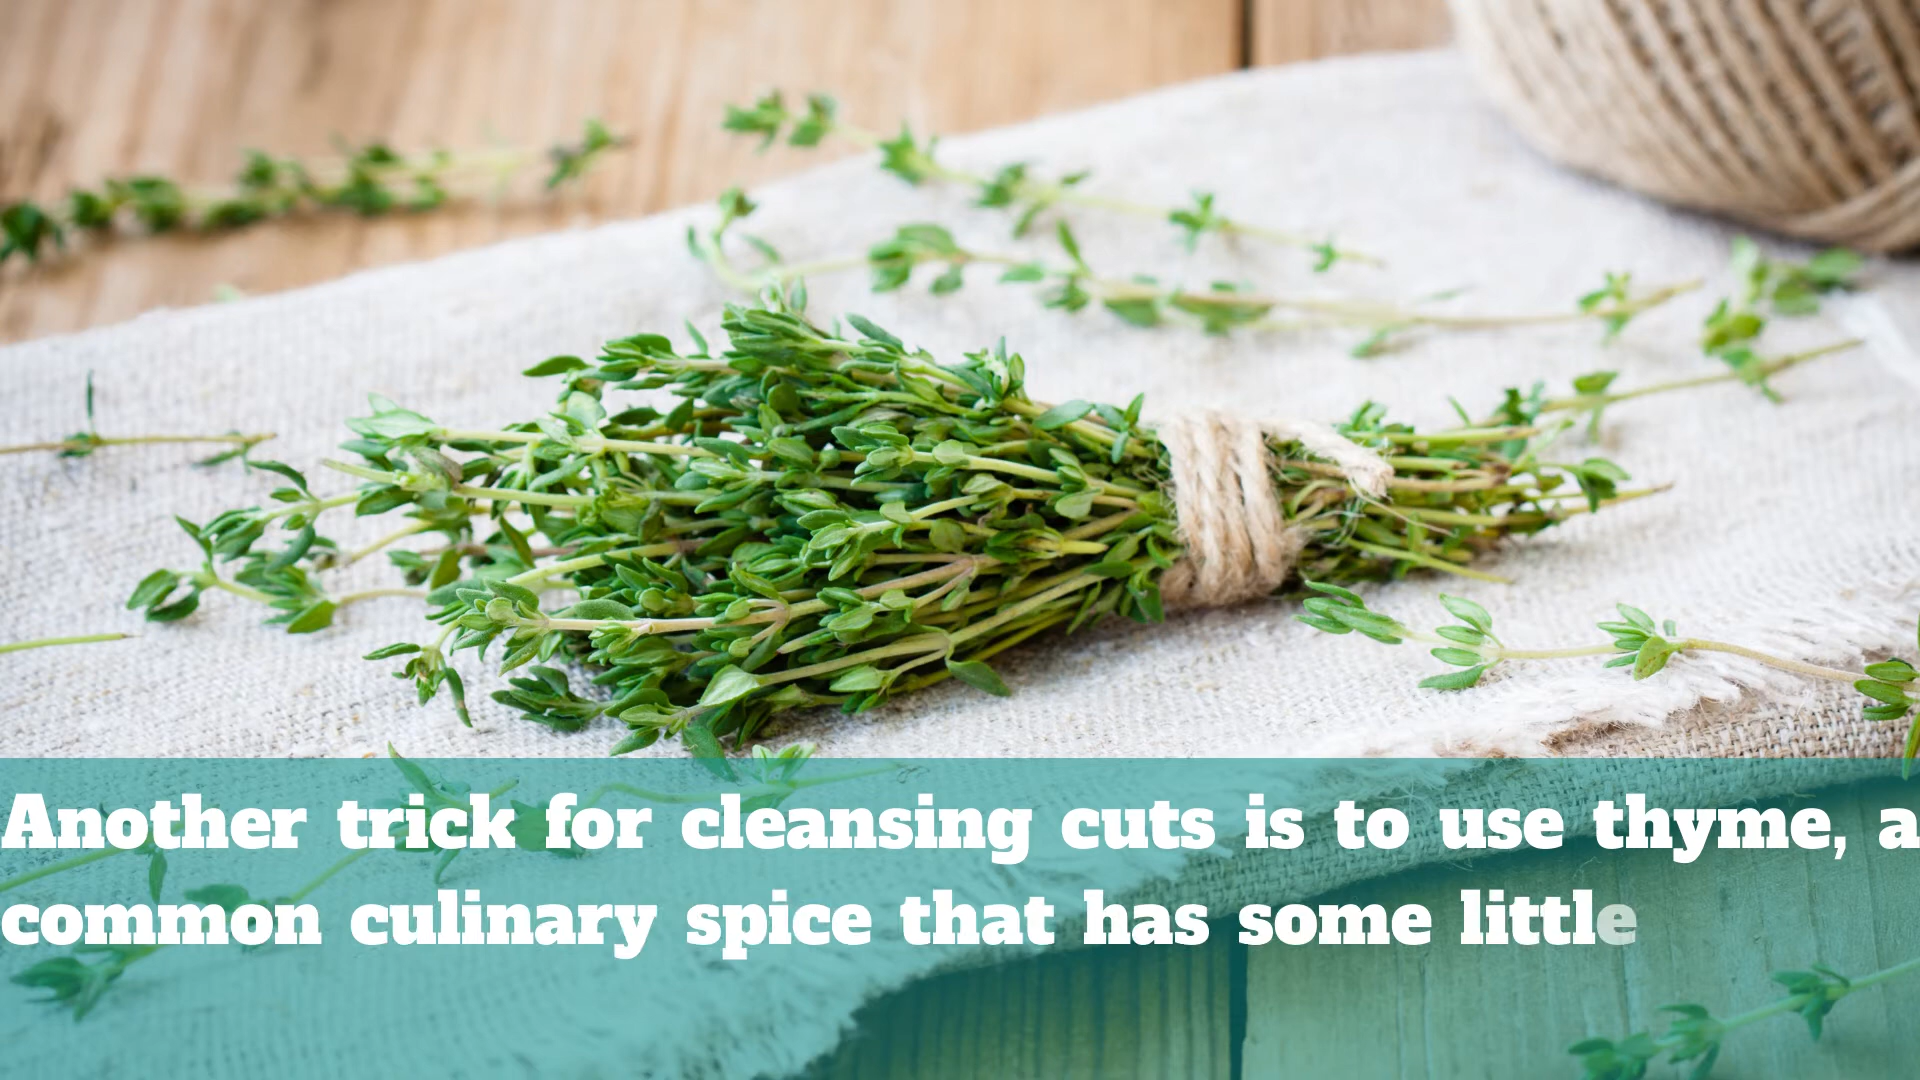 Another trick for cleansing cuts is to use thyme, a
common culinary spice that has some little